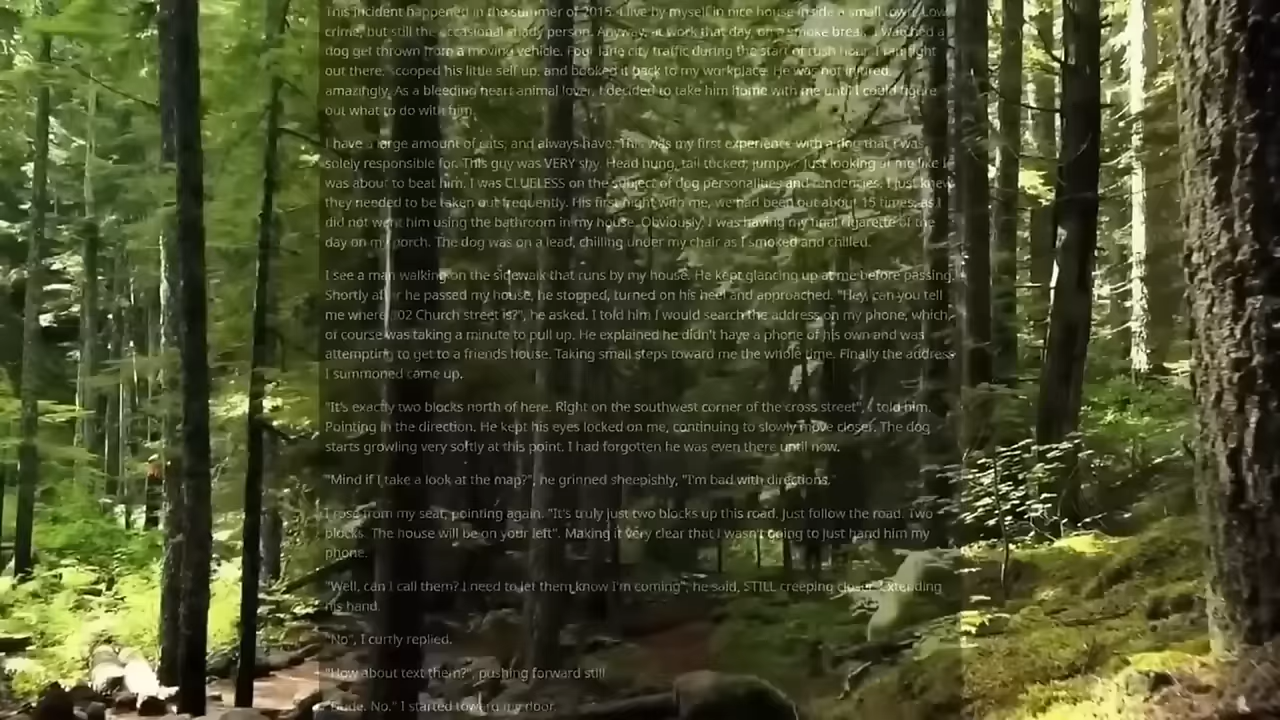 This incident happened in the summer of 2015. I live by myself in nice house inside a small town. Low
crime, but still the occasional shady person. Anyway, at work that day, on a smoke break, I watched a
dog get thrown from a moving vehicle. Four lane city traffic during the start of rush hour. I ran right
out there, scooped his little self up, and booked it back to my workplace. He was not injured,
amazingly. As a bleeding heart animal lover, I decided to take him home with me until I could figure
out what to do with him.
I have a large amount of cats, and always have. This was my first experience with a dog that I was
solely responsible for. This guy was VERY shy. Head hung, tail tucked, jumpy. Just looking at me like I
was about to beat him. I was CLUELESS on the subject of dog personalities and tendencies. I just knew
they needed to be taken out frequently. His first night with me, we had been out about 15 times, as I
did not want him using the bathroom in my house. Obviously. I was having my final cigarette of the
day on my porch. The dog was on a lead, chilling under my chair as I smoked and chilled.
I see a man walking on the sidewalk that runs by my house. He kept glancing up at me before passing.
Shortly after he passed my house, he stopped, turned on his heel and approached. "Hey, can you tell
me where 702 Church street is?", he asked. I told him I would search the address on my phone, which
of course was taking a minute to pull up. He explained he didn't have a phone of his own and was
attempting to get to a friends house. Taking small steps toward me the whole time. Finally the address
I summoned came up.
"It's exactly two blocks north of here. Right on the southwest corner of the cross street", I told him.
Pointing in the direction. He kept his eyes locked on me, continuing to slowly move closer. The dog
starts growling very softly at this point. I had forgotten he was even there until now.
"Mind if I take a look at the map?", he grinned sheepishly, "I'm bad with directions."
I rose from my seat, pointing again. "It's truly just two blocks up this road. Just follow the road. Two
blocks. The house will be on your left". Making it very clear that I wasn't going to just hand him my
phone.
"Well, can I call them? I need to let them know I'm coming", he said, STILL creeping closer. Extending
his hand.
"No", I curtly replied.
"How about text them?", pushing forward still
"Dude. No." I started toward my door.